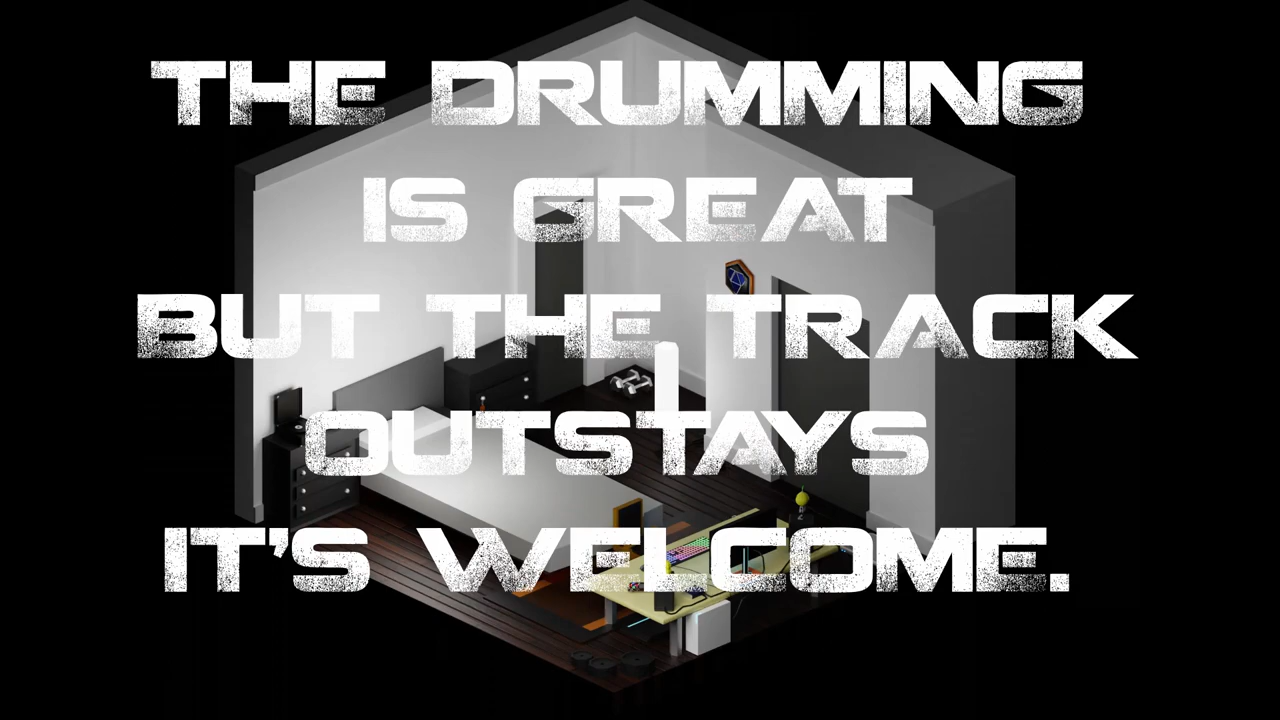 THE DRUMMING
IS GREAT
BUT THE TRACK
OUTSTAYS
IT'S WELCOME.